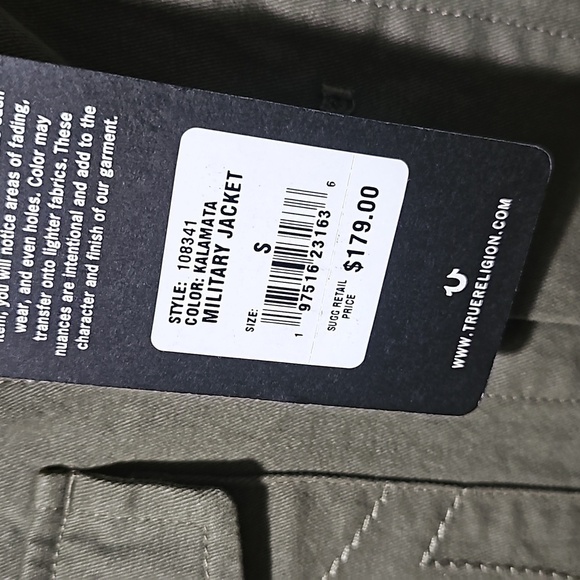 item, you will notice areas of fading,
wear, and even holes. Color may
transfer onto lighter fabrics. These
nuances are intentional and add to the
character and finish of our garment.
STYLE: 108341
COLOR: KALAMATA
MILITARY JACKET
SIZE: S
1 97516 23163 6
SUGG RETAIL
PRICE $179.00
WWW.TRUERELIGION.COM